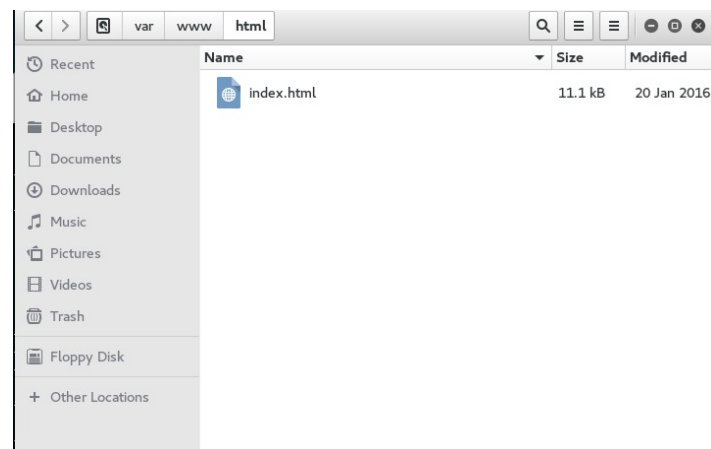 var www html
Name Size Modified
index.html 11.1 kB 20 Jan 2016
Recent
Home
Desktop
Documents
Downloads
Music
Pictures
Videos
Trash
Floppy Disk
+ Other Locations